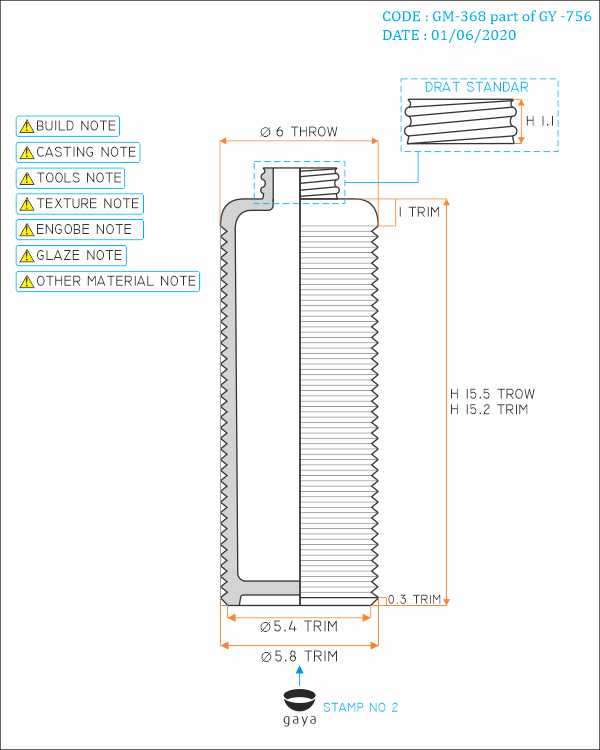 CODE : GM-368 part of GY -756
DATE : 01/06/2020
DRAT STANDAR
H 1.1
BUILD NOTE
CASTING NOTE
TOOLS NOTE
TEXTURE NOTE
ENGOBE NOTE
GLAZE NOTE
OTHER MATERIAL NOTE
Ø 6 THROW
1 TRIM
H 15.5 TROW
H 15.2 TRIM
0.3 TRIM
Ø 5.4 TRIM
Ø 5.8 TRIM
gaya
STAMP NO 2